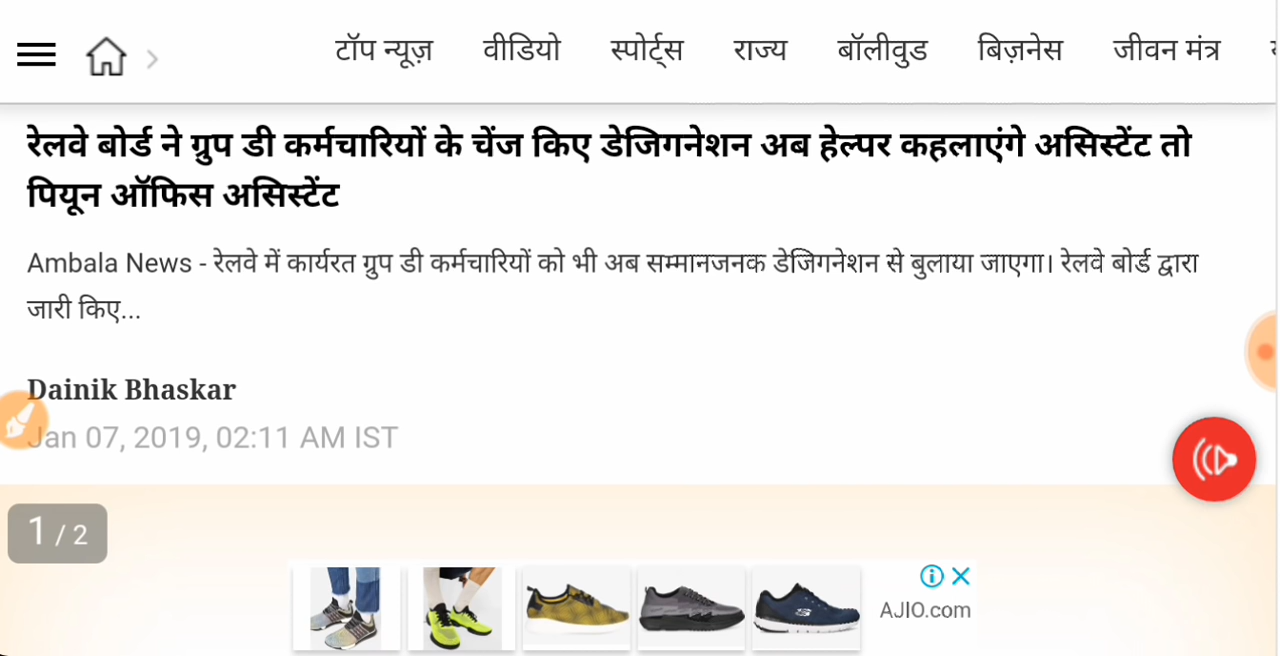 टॉप न्यूज़ वीडियो स्पोर्ट्स राज्य बॉलीवुड बिज़नेस जीवन मंत्र
रेलवे बोर्ड ने ग्रुप डी कर्मचारियों के चेंज किए डेजिगनेशन अब हेल्पर कहलाएंगे असिस्टेंट तो
पियून ऑफिस असिस्टेंट
Ambala News - रेलवे में कार्यरत ग्रुप डी कर्मचारियों को भी अब सम्मानजनक डेजिगनेशन से बुलाया जाएगा। रेलवे बोर्ड द्वारा
जारी किए...
Dainik Bhaskar
Jan 07, 2019, 02:11 AM IST
1 / 2
AJIO.com